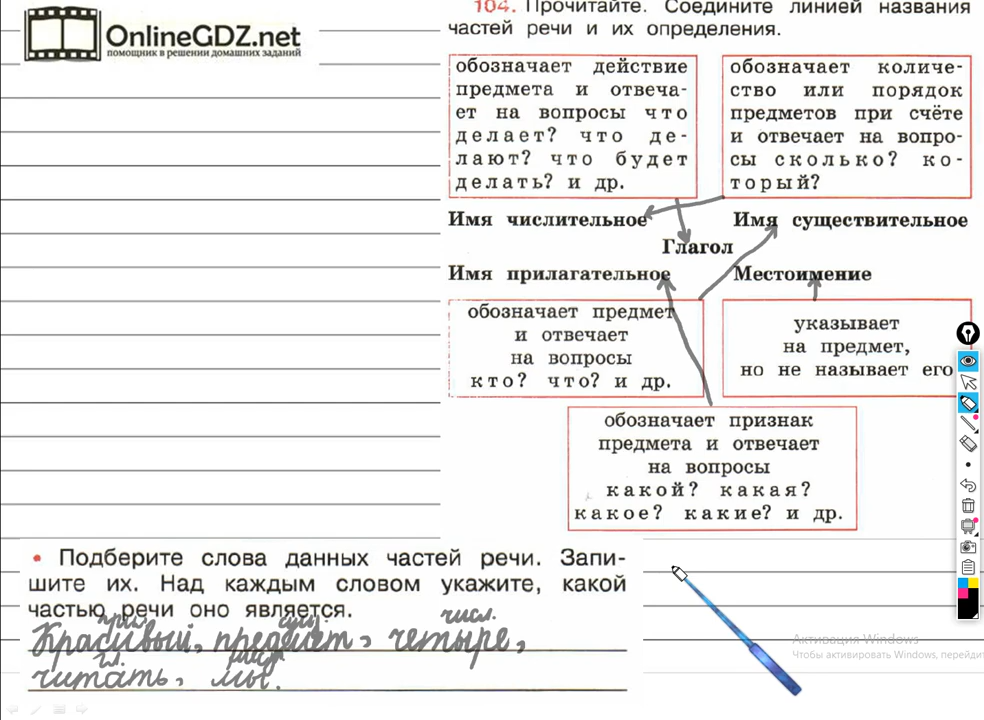 OnlineGDZ.net
помощник в решении домашних заданий
104. Прочитайте. Соедините линией названия
частей речи и их определения.
обозначает действие
предмета и отвеча-
ет на вопросы что
делает? что де-
лают? что будет
делать? и др.
обозначает количе-
ство или порядок
предметов при счёте
и отвечает на вопро-
сы сколько? ко-
торый?
Имя числительное
Имя существительное
Глагол
Имя прилагательное
Местоимение
обозначает предмет
и отвечает
на вопросы
кто? что? и др.
указывает
на предмет,
но не называет его
обозначает признак
предмета и отвечает
на вопросы
какой? какая?
какое? какие? и др.
• Подберите слова данных частей речи. Запи-
шите их. Над каждым словом укажите, какой
частью речи оно является.
прил. сущ. числ.
Красивый, предмет, четыре,
гл. мест.
читать, мы.
Активация Windows
Чтобы активировать Windows, перейдит